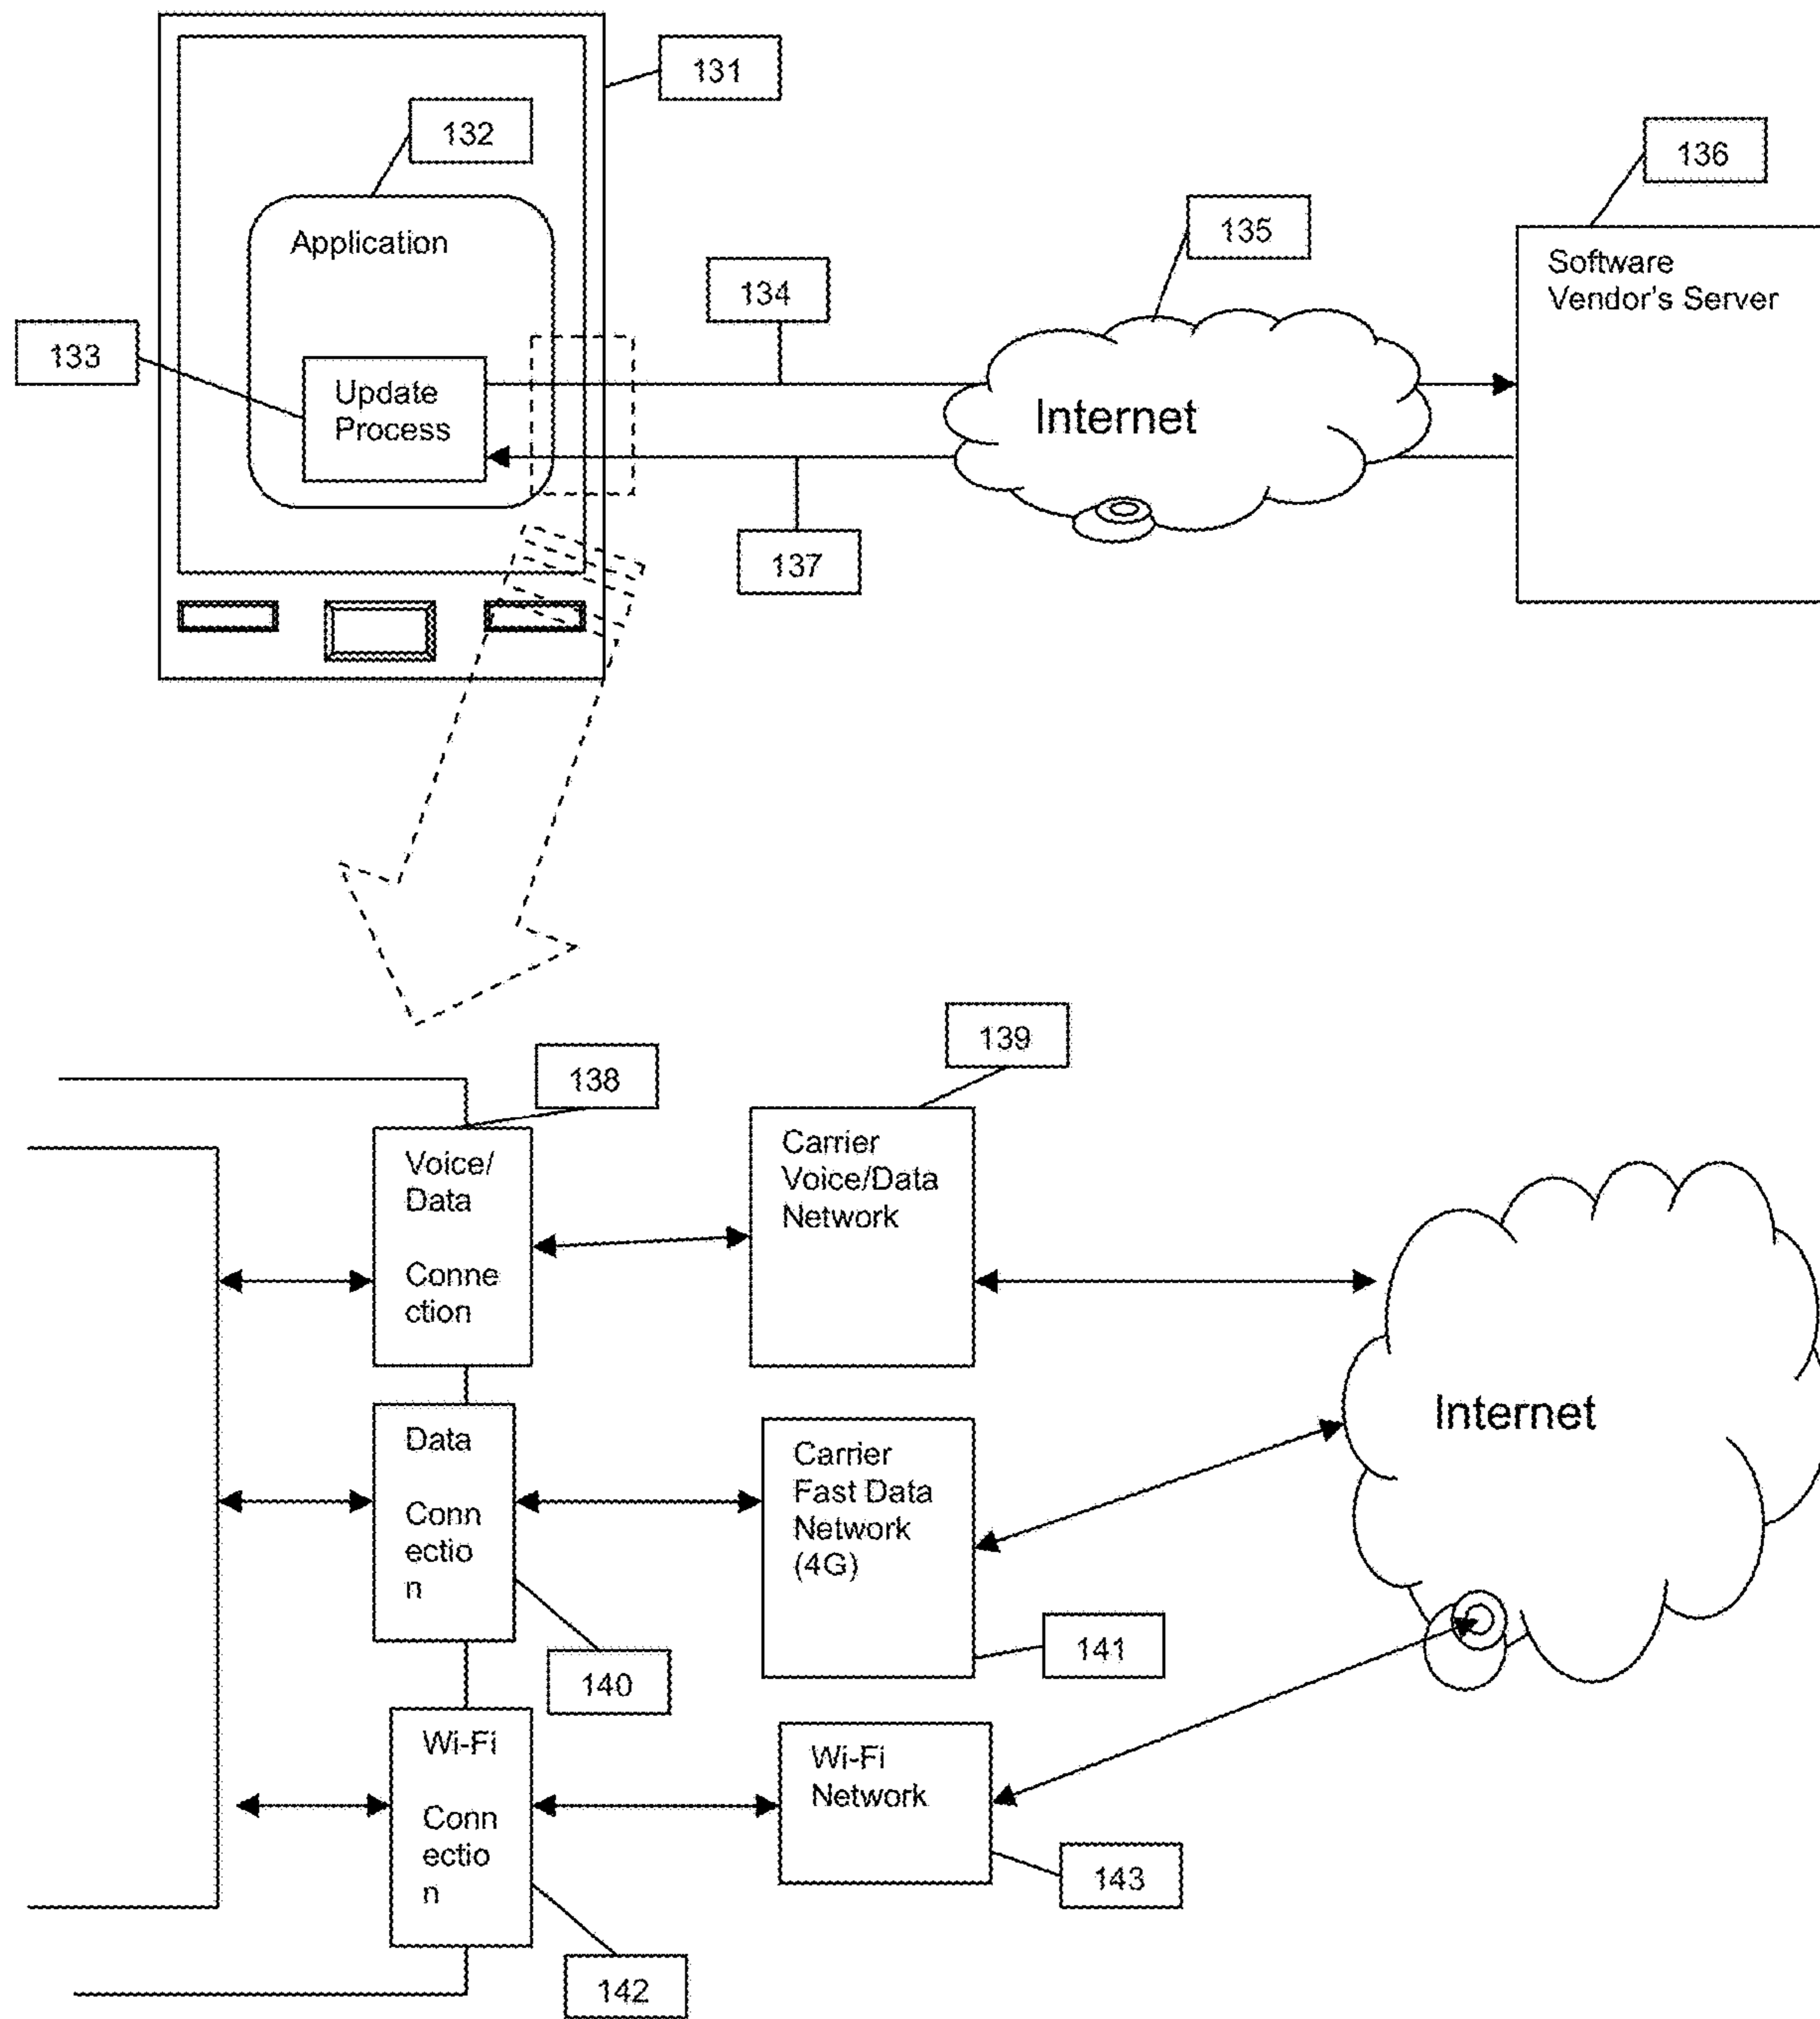 131
132
136
Application
135
Software
Vendor's Server
134
133
Update
Process
Internet
137
139
138
Voice/
Data
Conne
ction
Carrier
Voice/Data
Network
Internet
Data
Conn
ectio
n
Carrier
Fast Data
Network
(4G)
141
140
Wi-Fi
Conn
ectio
n
Wi-Fi
Network
143
142